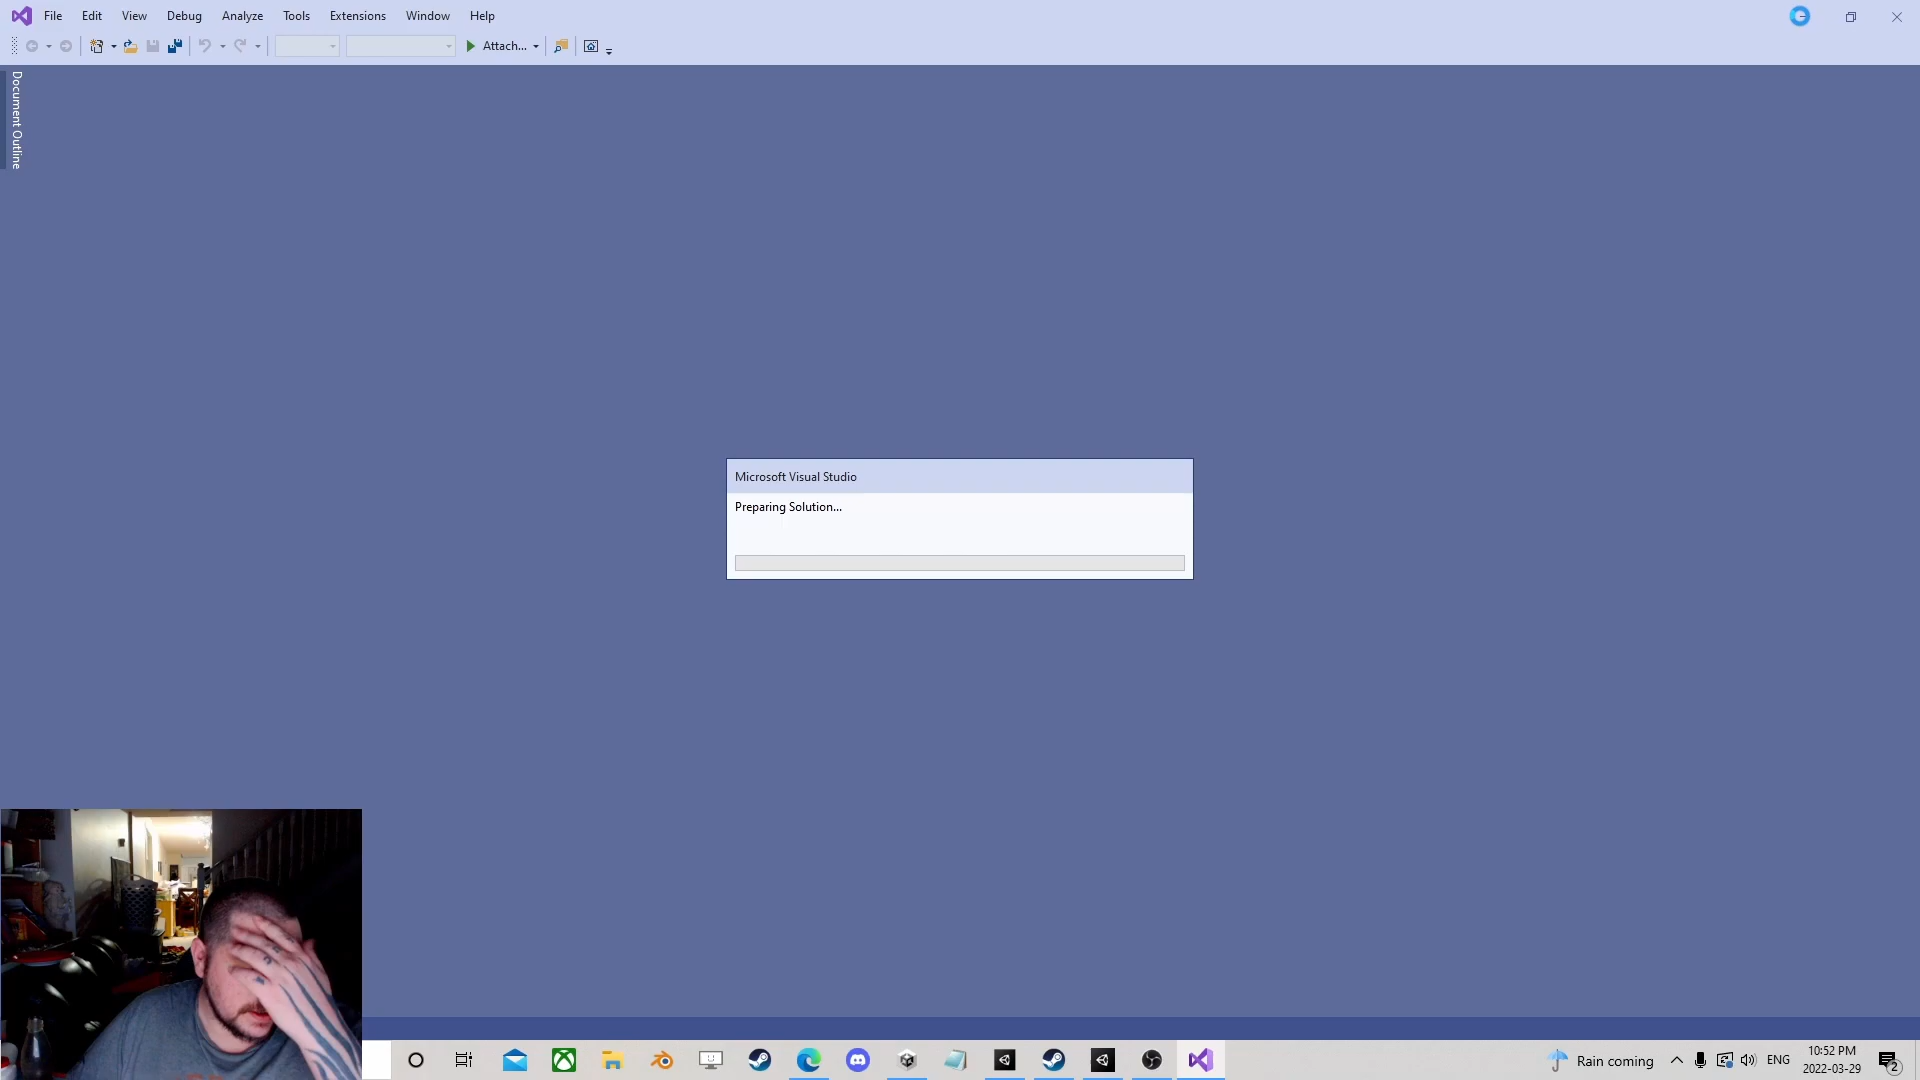 File Edit View Debug Analyze Tools Extensions Window Help
Attach...
Document Outline
Microsoft Visual Studio
Preparing Solution...
Rain coming
ENG
10:52 PM
2022-03-29
2